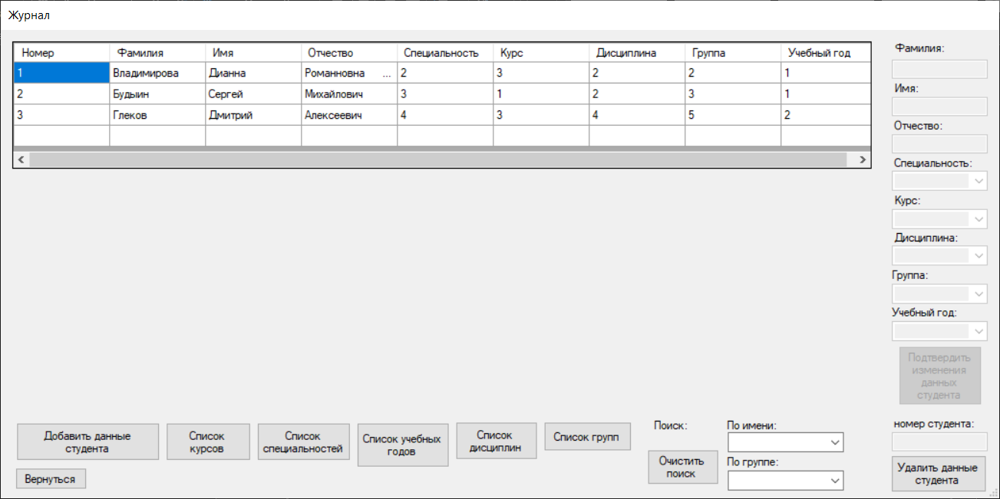 Журнал
Номер Фамилия Имя Отчество Специальность Курс Дисциплина Группа Учебный год
1 Владимирова Дианна Романновна ... 2 3 2 2 1
2 Будыин Сергей Михайлович 3 1 2 3 1
3 Глеков Дмитрий Алексеевич 4 3 4 5 2
Фамилия:
Имя:
Отчество:
Специальность:
Курс:
Дисциплина:
Группа:
Учебный год:
Подтвердить
изменения
данных
студента
номер студента:
Удалить данные
студента
Добавить данные
студента
Список
курсов
Список
специальностей
Список учебных
годов
Список
дисциплин
Список групп
Поиск:
По имени:
Очистить
поиск
По группе:
Вернуться